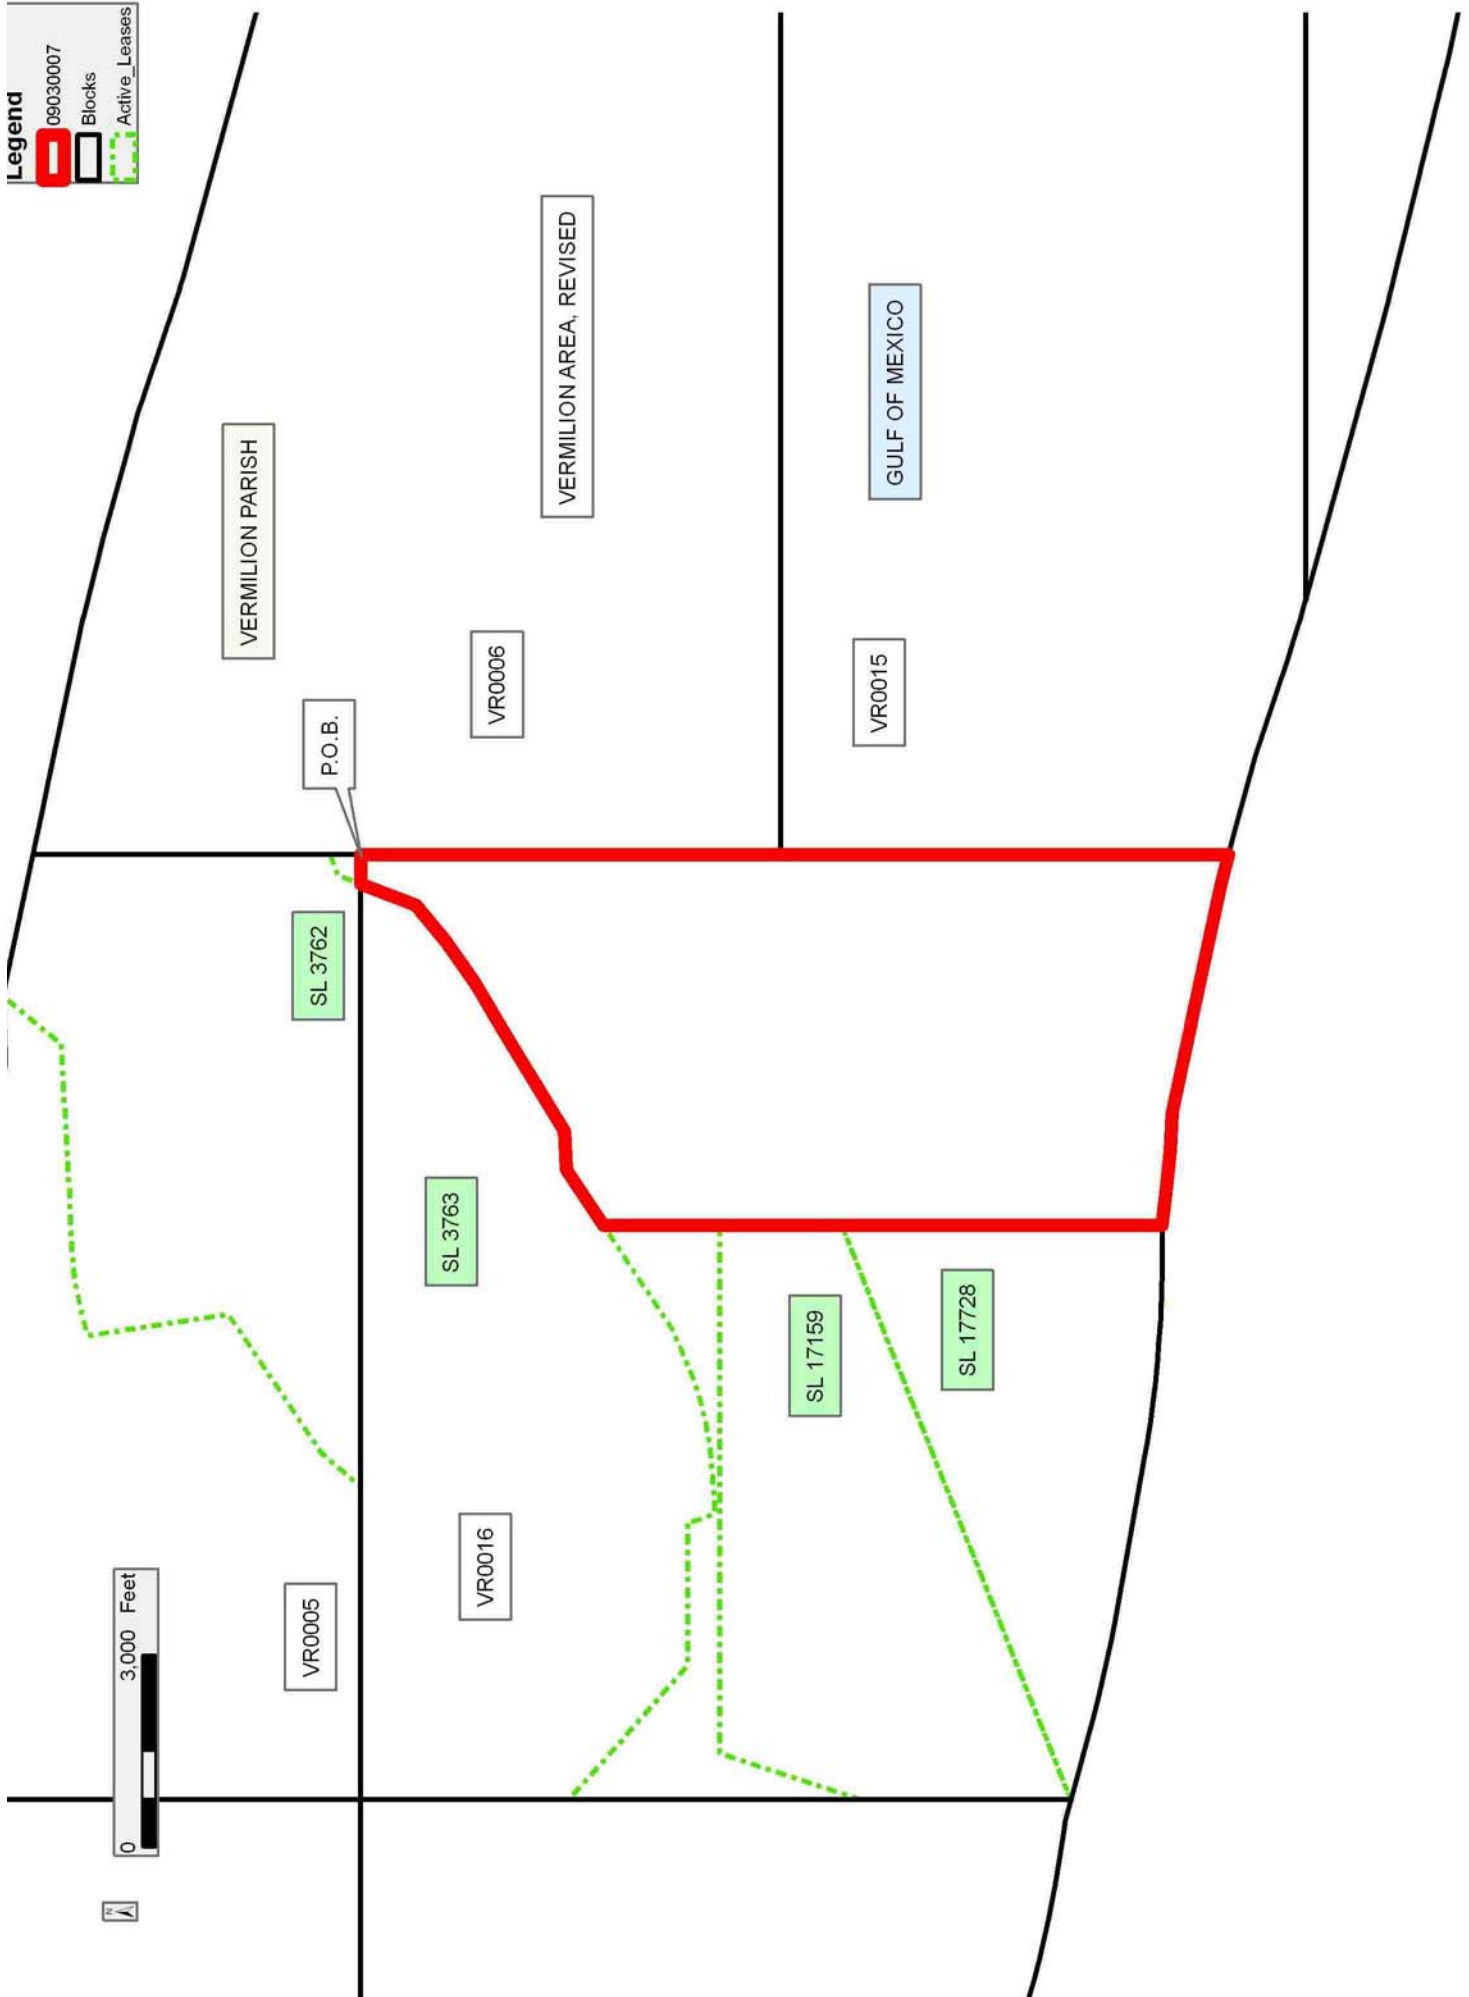 Legend
09030007
Blocks
Active_Leases
VERMILION PARISH
VERMILION AREA, REVISED
GULF OF MEXICO
P.O.B.
VR0006
VR0015
SL 3762
SL 3763
SL 17159
SL 17728
VR0005
VR0016
0 3,000 Feet
N